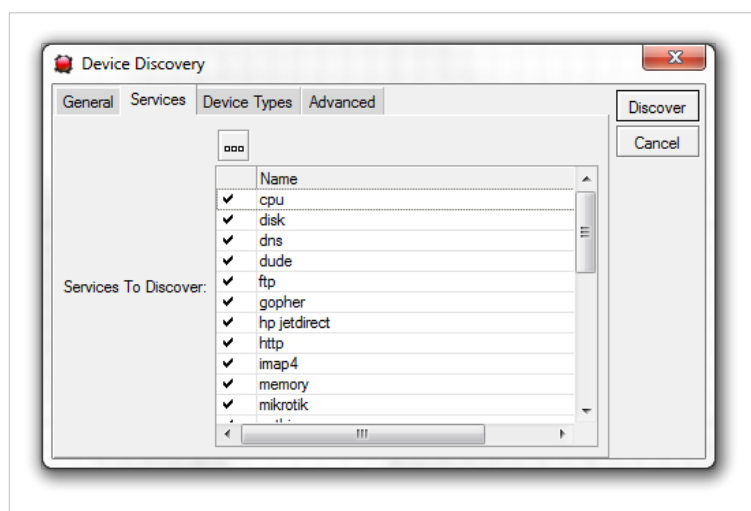 Device Discovery
General Services Device Types Advanced
Discover
Cancel
Name
cpu
disk
dns
dude
ftp
Services To Discover:
gopher
hp jetdirect
http
imap4
memory
mikrotik